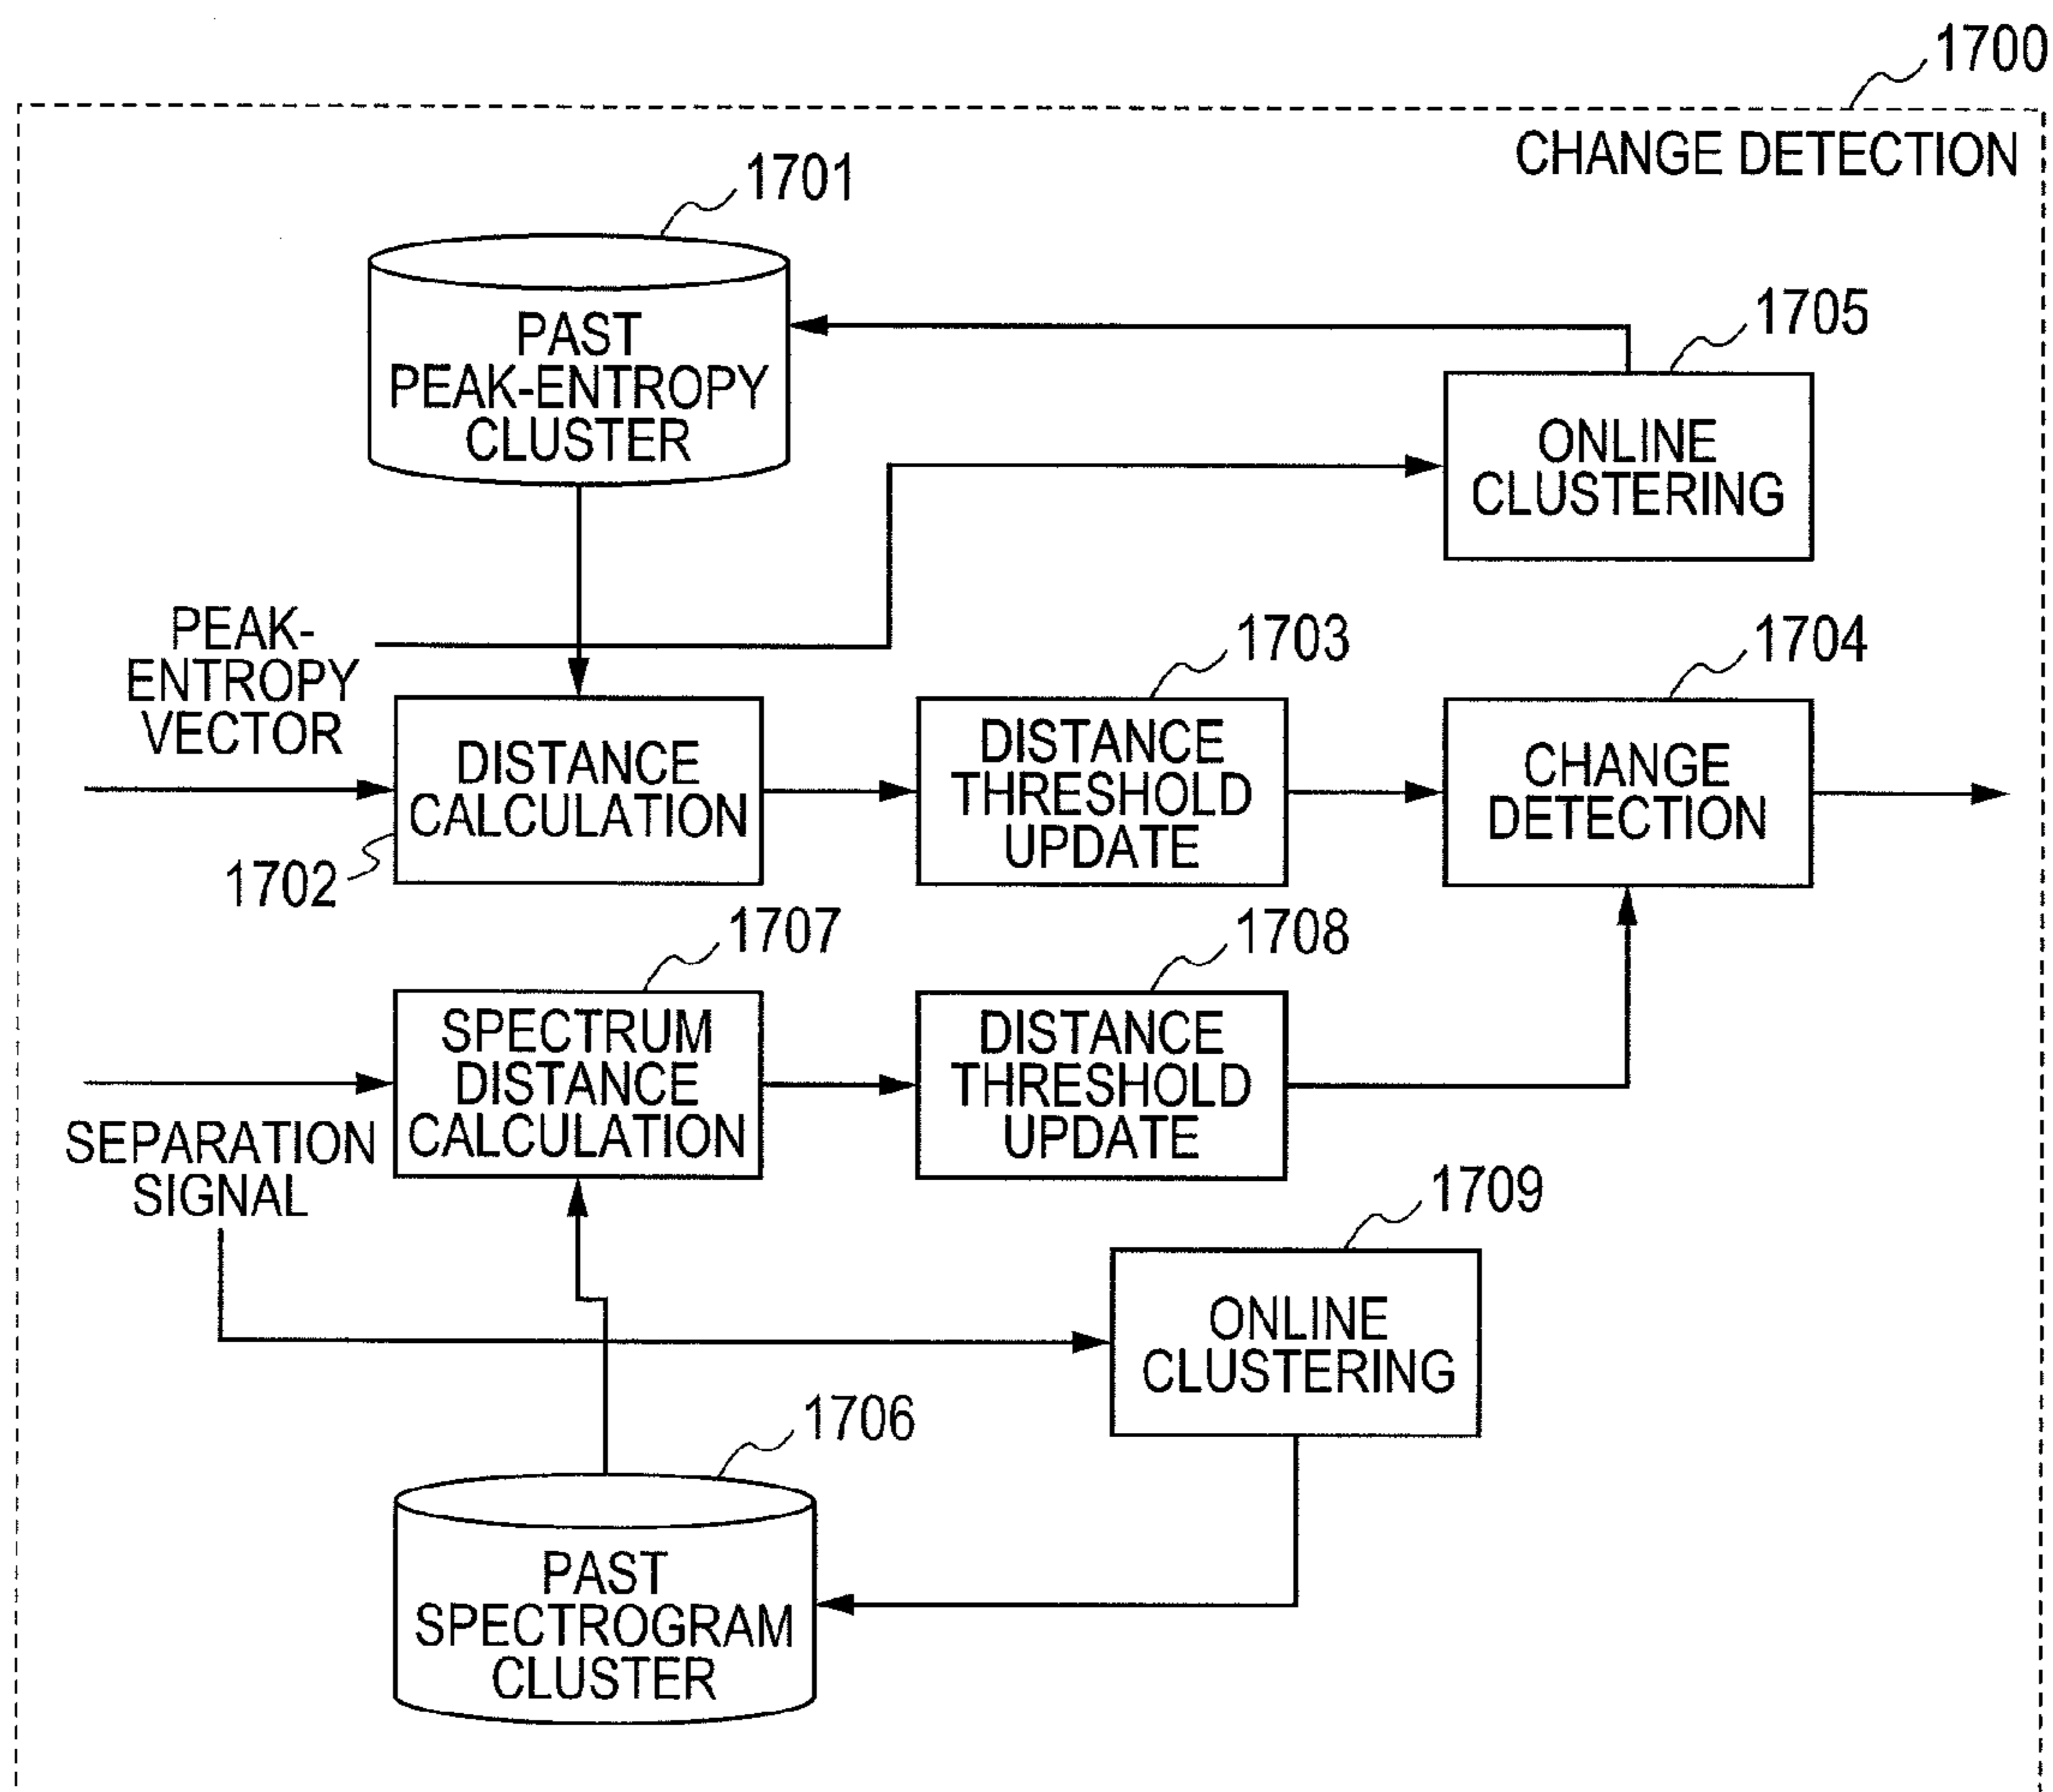 1700
CHANGE DETECTION
1701
PAST
PEAK-ENTROPY
CLUSTER
1705
ONLINE
CLUSTERING
PEAK-
ENTROPY
VECTOR
1702
DISTANCE
CALCULATION
1703
DISTANCE
THRESHOLD
UPDATE
1704
CHANGE
DETECTION
1707
SPECTRUM
DISTANCE
CALCULATION
1708
DISTANCE
THRESHOLD
UPDATE
SEPARATION
SIGNAL
1709
ONLINE
CLUSTERING
1706
PAST
SPECTROGRAM
CLUSTER